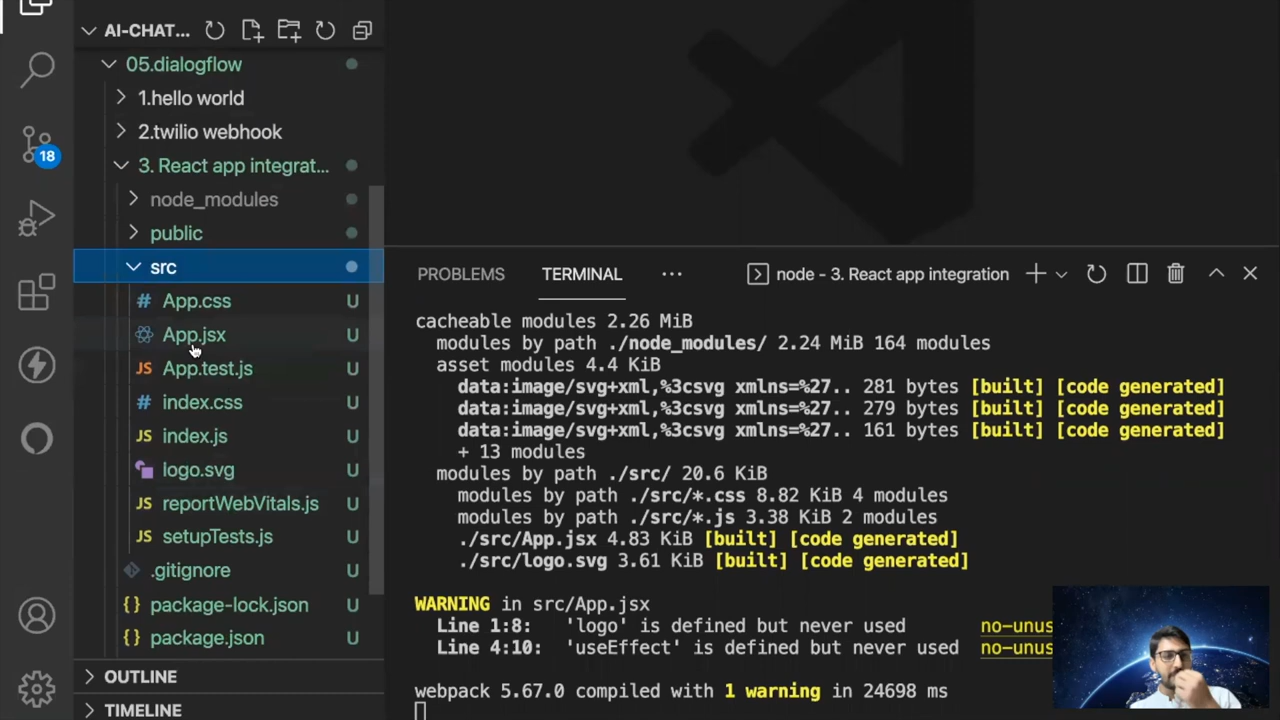 AI-CHAT...
05.dialogflow
1.hello world
2.twilio webhook
3. React app integrat...
node_modules
public
src
# App.css U
App.jsx U
JS App.test.js U
# index.css U
JS index.js U
logo.svg U
JS reportWebVitals.js U
JS setupTests.js U
.gitignore U
{} package-lock.json U
{} package.json U
OUTLINE
TIMELINE
18
PROBLEMS TERMINAL ... node - 3. React app integration
cacheable modules 2.26 MiB
modules by path ./node_modules/ 2.24 MiB 164 modules
asset modules 4.4 KiB
data:image/svg+xml,%3csvg xmlns=%27.. 281 bytes [built] [code generated]
data:image/svg+xml,%3csvg xmlns=%27.. 279 bytes [built] [code generated]
data:image/svg+xml,%3csvg xmlns=%27.. 161 bytes [built] [code generated]
+ 13 modules
modules by path ./src/ 20.6 KiB
modules by path ./src/*.css 8.82 KiB 4 modules
modules by path ./src/*.js 3.38 KiB 2 modules
./src/App.jsx 4.83 KiB [built] [code generated]
./src/logo.svg 3.61 KiB [built] [code generated]
WARNING in src/App.jsx
Line 1:8: 'logo' is defined but never used no-unus
Line 4:10: 'useEffect' is defined but never used no-unus
webpack 5.67.0 compiled with 1 warning in 24698 ms